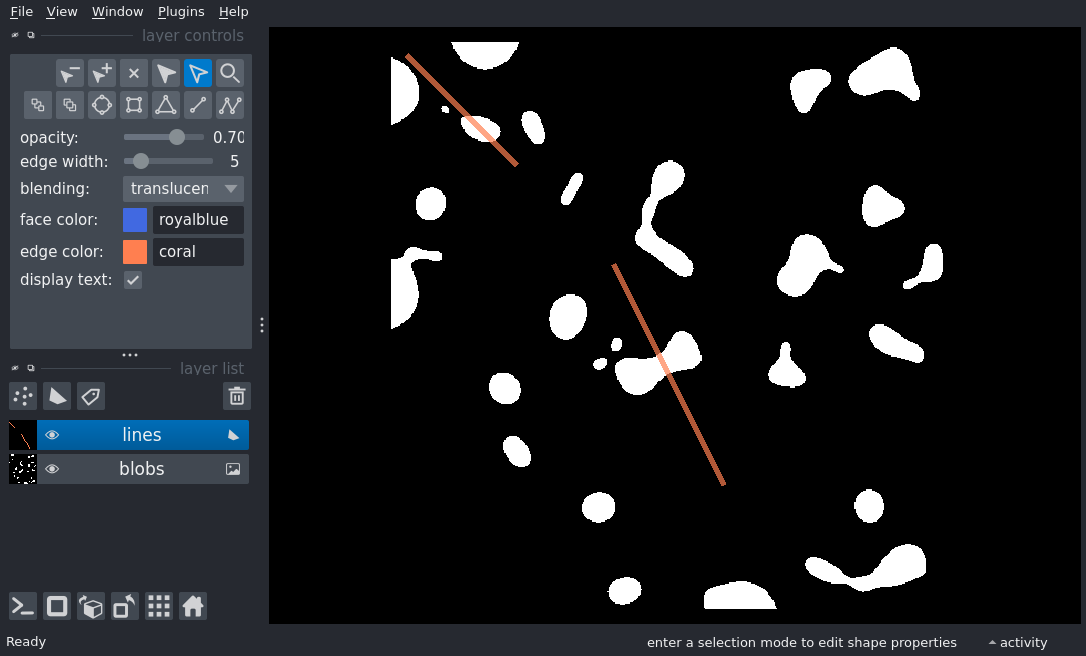 File View Window Plugins Help
layer controls
opacity: 0.70
edge width: 5
blending: translucen
face color: royalblue
edge color: coral
display text:
layer list
lines
blobs
Ready enter a selection mode to edit shape properties activity